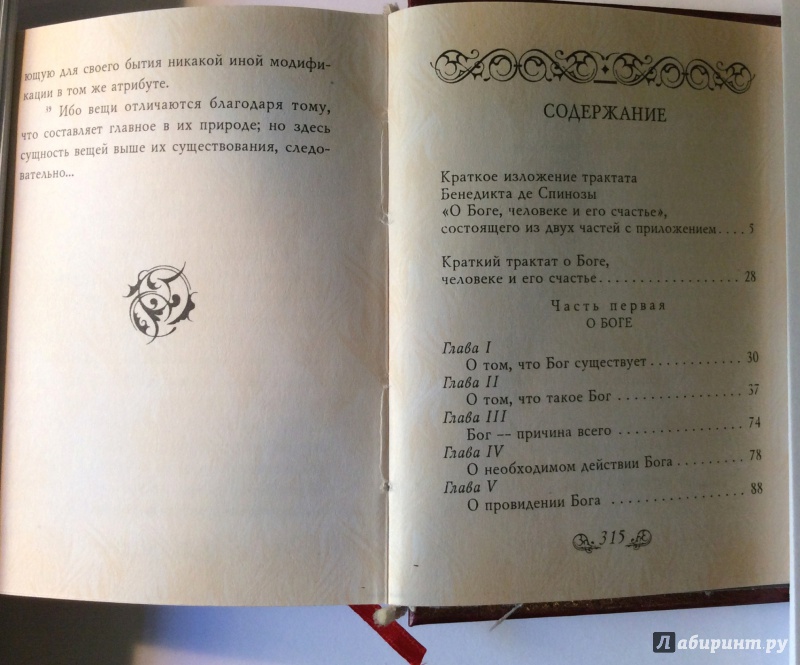 ющую для своего бытия никакой иной модифи-
кации в том же атрибуте.
Ибо вещи отличаются благодаря тому,
что составляет главное в их природе; но здесь
сущность вещей выше их существования, следо-
вательно...
СОДЕРЖАНИЕ
Краткое изложение трактата
Бенедикта де Спинозы
«О Боге, человеке и его счастье»,
состоящего из двух частей с приложением.... 5
Краткий трактат о Боге,
человеке и его счастье.................. 28
Часть первая
О БОГЕ
Глава I
О том, что Бог существует............ 30
Глава II
О том, что такое Бог ................ 37
Глава III
Бог -- причина всего ................ 74
Глава IV
О необходимом действии Бога......... 78
Глава V
О провидении Бога ................. 88
315
Лабиринт.ру